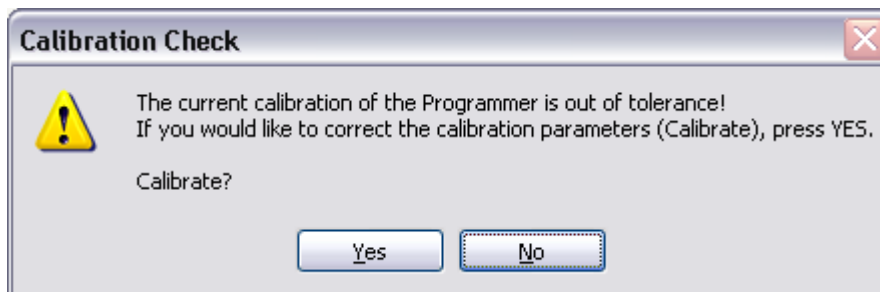 Calibration Check
The current calibration of the Programmer is out of tolerance!
If you would like to correct the calibration parameters (Calibrate), press YES.
Calibrate?
Yes No